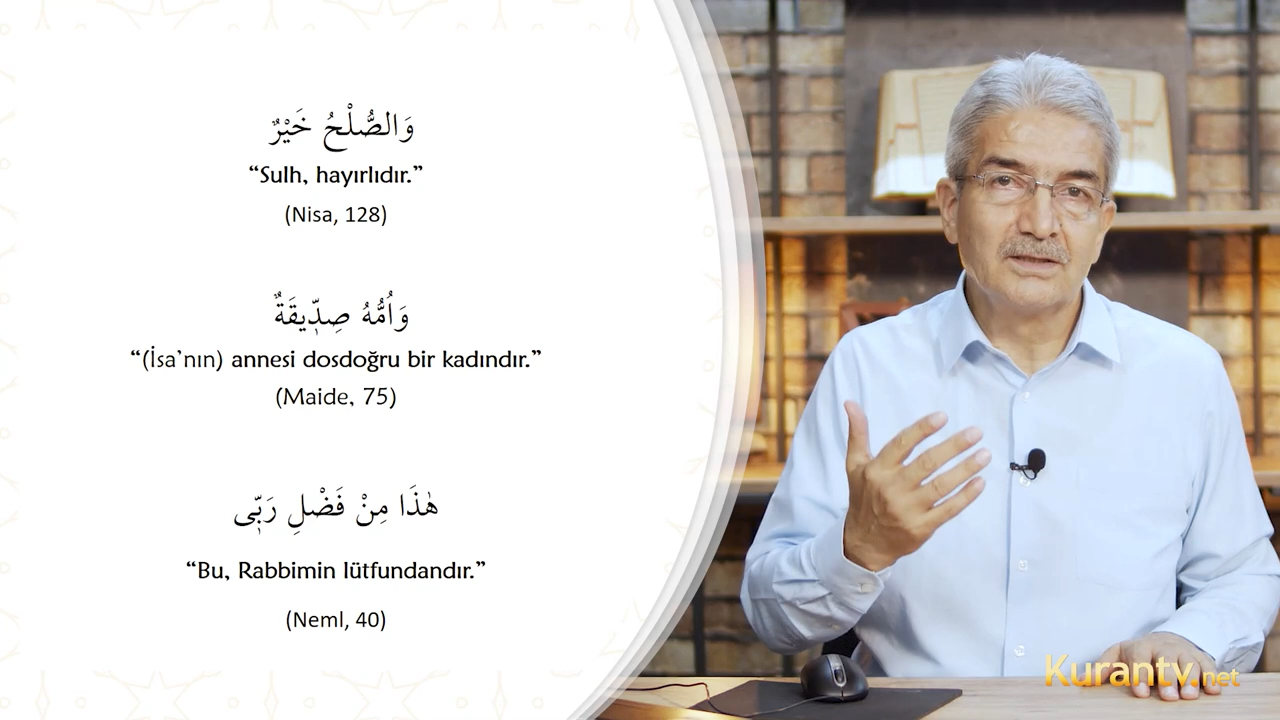 وَالصُّلْحُ خَيْرٌ
“Sulh, hayırlıdır.”
(Nisa, 128)
وَاُمُّهُ صِدّ۪يقَةٌ
“(İsa’nın) annesi dosdoğru bir kadındır.”
(Maide, 75)
هٰذَا مِنْ فَضْلِ رَبّ۪ى
“Bu, Rabbimin lütfundandır.”
(Neml, 40)
Kurantv.net